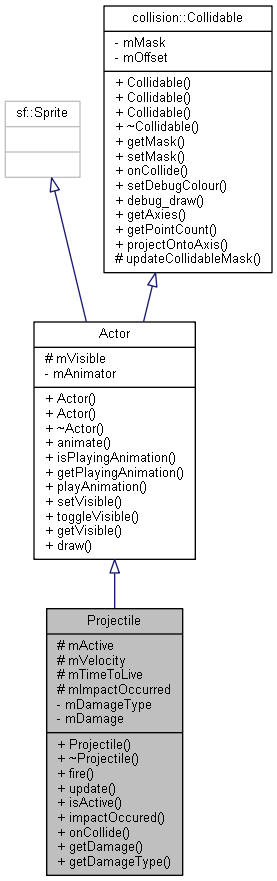 collision::Collidable
- mMask
- mOffset
+ Collidable()
+ Collidable()
+ Collidable()
+ ~Collidable()
+ getMask()
+ setMask()
+ onCollide()
+ setDebugColour()
+ debug_draw()
+ getAxies()
+ getPointCount()
+ projectOntoAxis()
# updateCollidableMask()
sf::Sprite
Actor
# mVisible
- mAnimator
+ Actor()
+ Actor()
+ ~Actor()
+ animate()
+ isPlayingAnimation()
+ getPlayingAnimation()
+ playAnimation()
+ setVisible()
+ toggleVisible()
+ getVisible()
+ draw()
Projectile
# mActive
# mVelocity
# mTimeToLive
# mImpactOccurred
- mDamageType
- mDamage
+ Projectile()
+ ~Projectile()
+ fire()
+ update()
+ isActive()
+ impactOccured()
+ onCollide()
+ getDamage()
+ getDamageType()